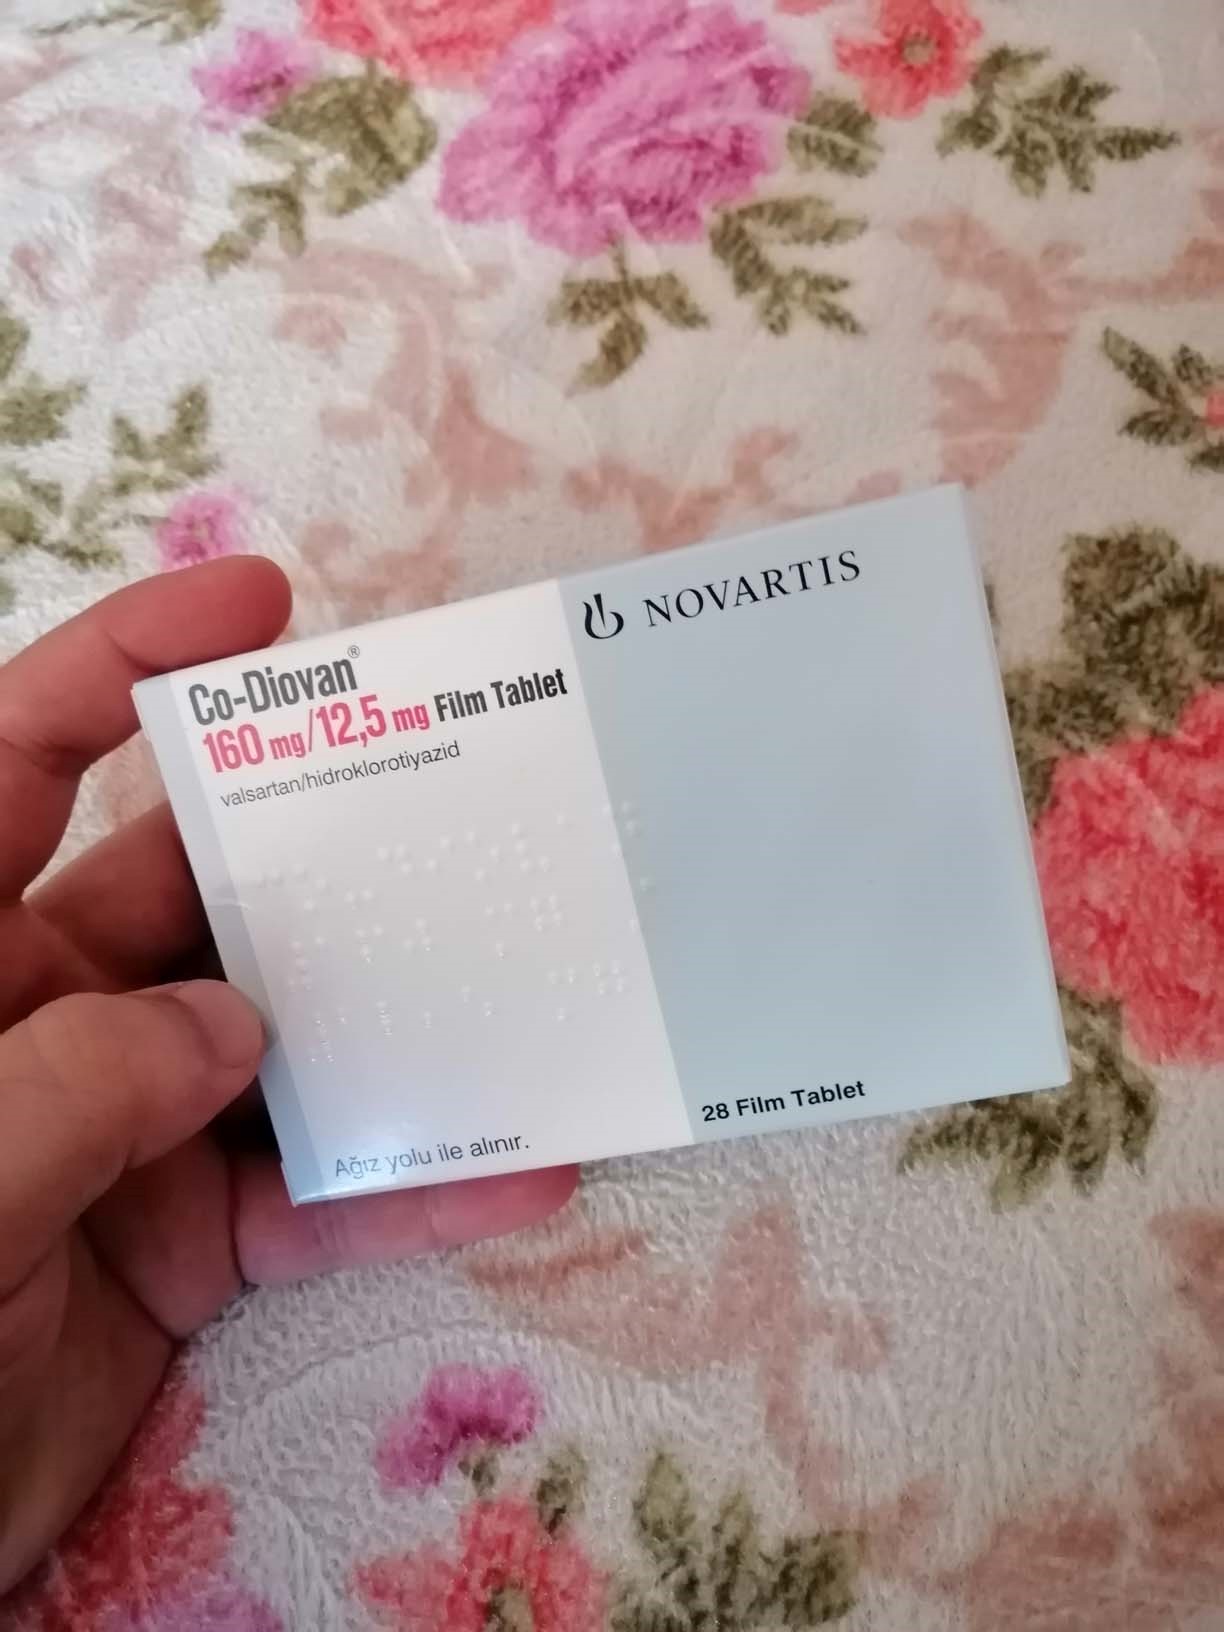 Co-Diovan®
160 mg/12,5 mg Film Tablet
valsartan/hidroklorotiyazid
NOVARTIS
Ağız yolu ile alınır.
28 Film Tablet